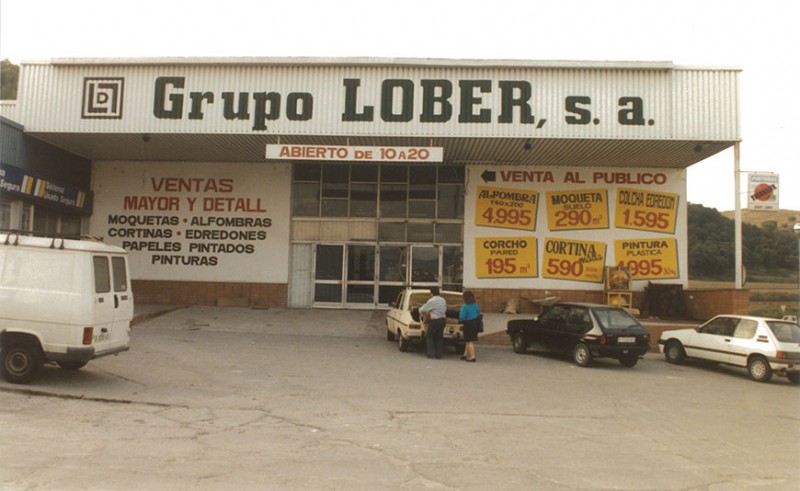 Grupo LOBER, s.a.
ABIERTO DE 10 A 20
VENTAS
MAYOR Y DETALL
MOQUETAS • ALFOMBRAS
CORTINAS • EDREDONES
PAPELES PINTADOS
PINTURAS
VENTA AL PUBLICO
ALFOMBRA
140x200
4.995
MOQUETA
SUELO
290 m²
COLCHA EDREDON
1.595
CORCHO
PARED
195 m²
CORTINA
590
PINTURA
PLASTICA
1.995
Seguro